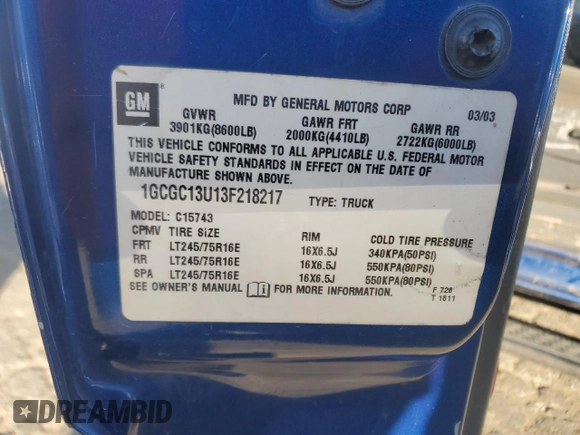 GM
MFD BY GENERAL MOTORS CORP 03/03
GVWR GAWR FRT GAWR RR
3901KG(8600LB) 2000KG(4410LB) 2722KG(6000LB)
THIS VEHICLE CONFORMS TO ALL APPLICABLE U.S. FEDERAL MOTOR
VEHICLE SAFETY STANDARDS IN EFFECT ON THE DATE OF
MANUFACTURE SHOWN ABOVE.
1GCGC13U13F218217 TYPE: TRUCK
MODEL: C15743
CPMV TIRE SIZE RIM COLD TIRE PRESSURE
FRT LT245/75R16E 16X6.5J 340KPA(50PSI)
RR LT245/75R16E 16X6.5J 550KPA(80PSI)
SPA LT245/75R16E 16X6.5J 550KPA(80PSI)
SEE OWNER'S MANUAL FOR MORE INFORMATION. F 726
T 1811
DREAMBID